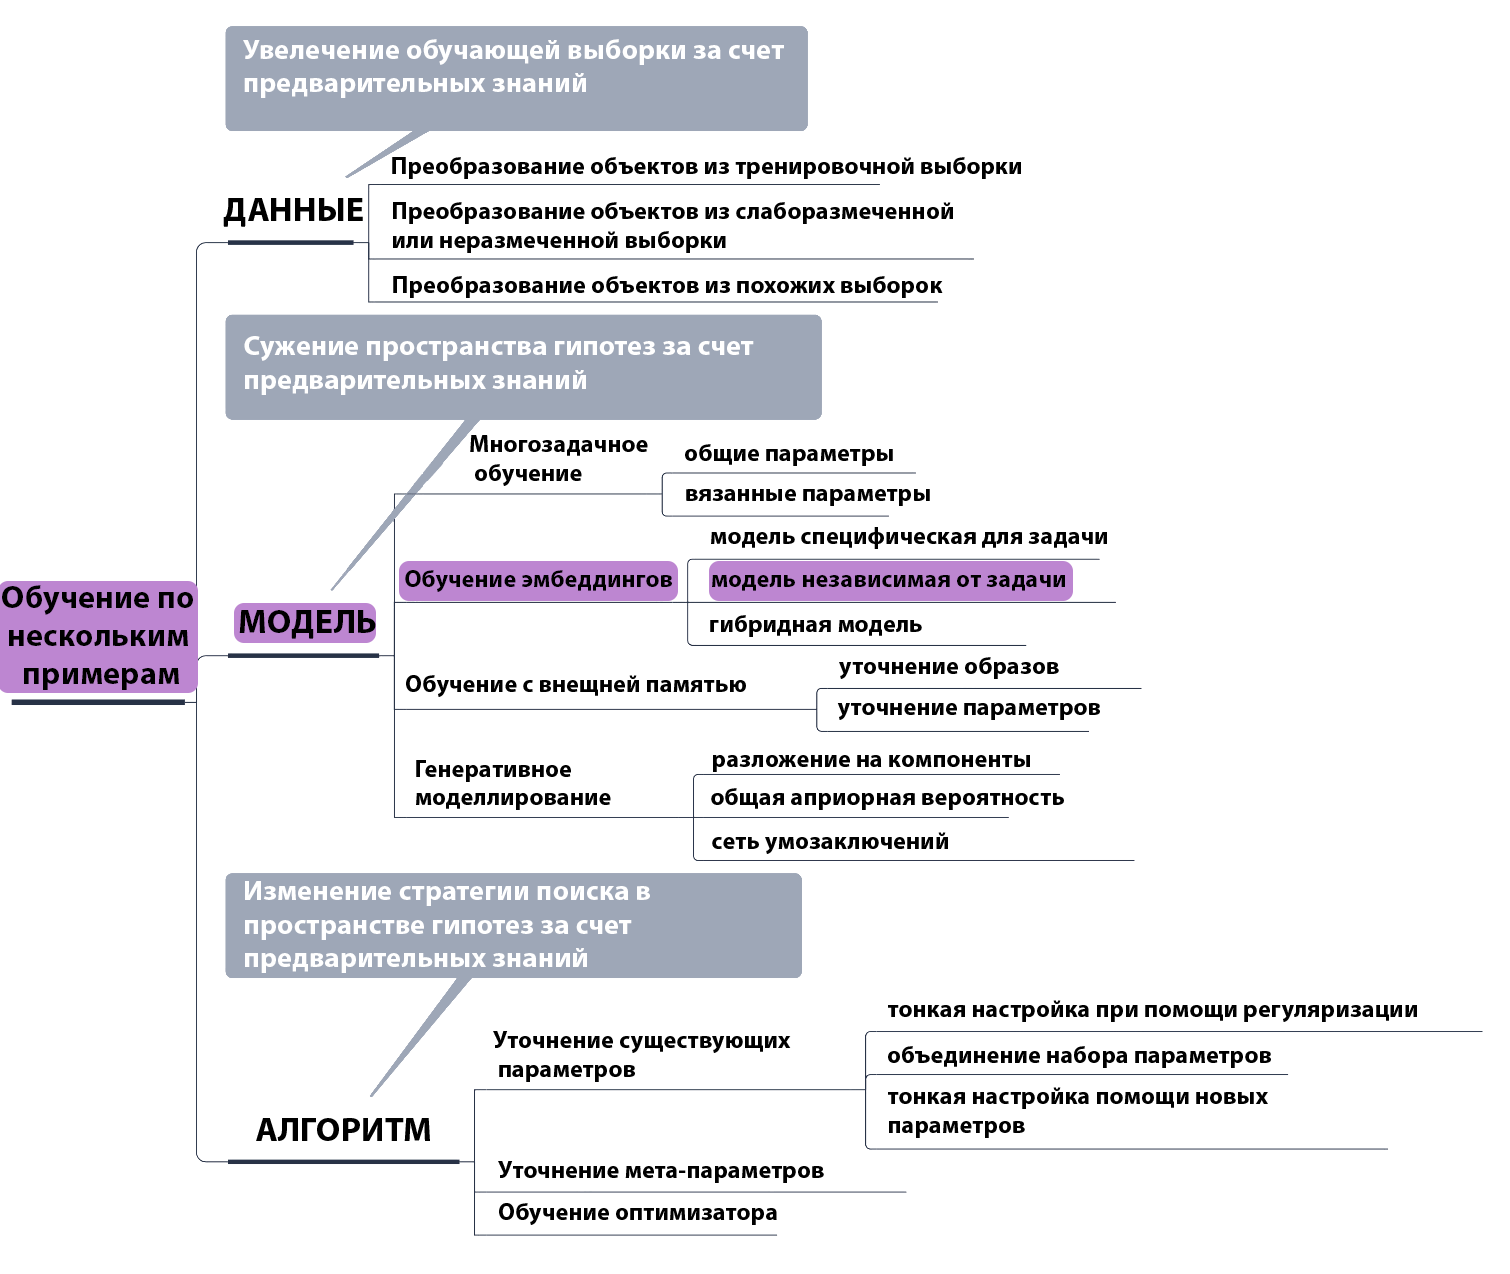 Увелечение обучающей выборки за счет
предварительных знаний
Преобразование объектов из тренировочной выборки
ДАННЫЕ
Преобразование объектов из слаборазмеченной
или неразмеченной выборки
Преобразование объектов из похожих выборок
Сужение пространства гипотез за счет
предварительных знаний
Многозадачное
обучение
общие параметры
вязанные параметры
модель специфическая для задачи
Обучение эмбеддингов
модель независимая от задачи
гибридная модель
Обучение по
нескольким
примерам
МОДЕЛЬ
Обучение с внещней памятью
уточнение образов
уточнение параметров
Генеративное
моделлирование
разложение на компоненты
общая априорная вероятность
сеть умозаключений
Изменение стратегии поиска в
пространстве гипотез за счет
предварительных знаний
Уточнение существующих
параметров
тонкая настройка при помощи регуляризации
объединение набора параметров
тонкая настройка помощи новых
параметров
АЛГОРИТМ
Уточнение мета-параметров
Обучение оптимизатора